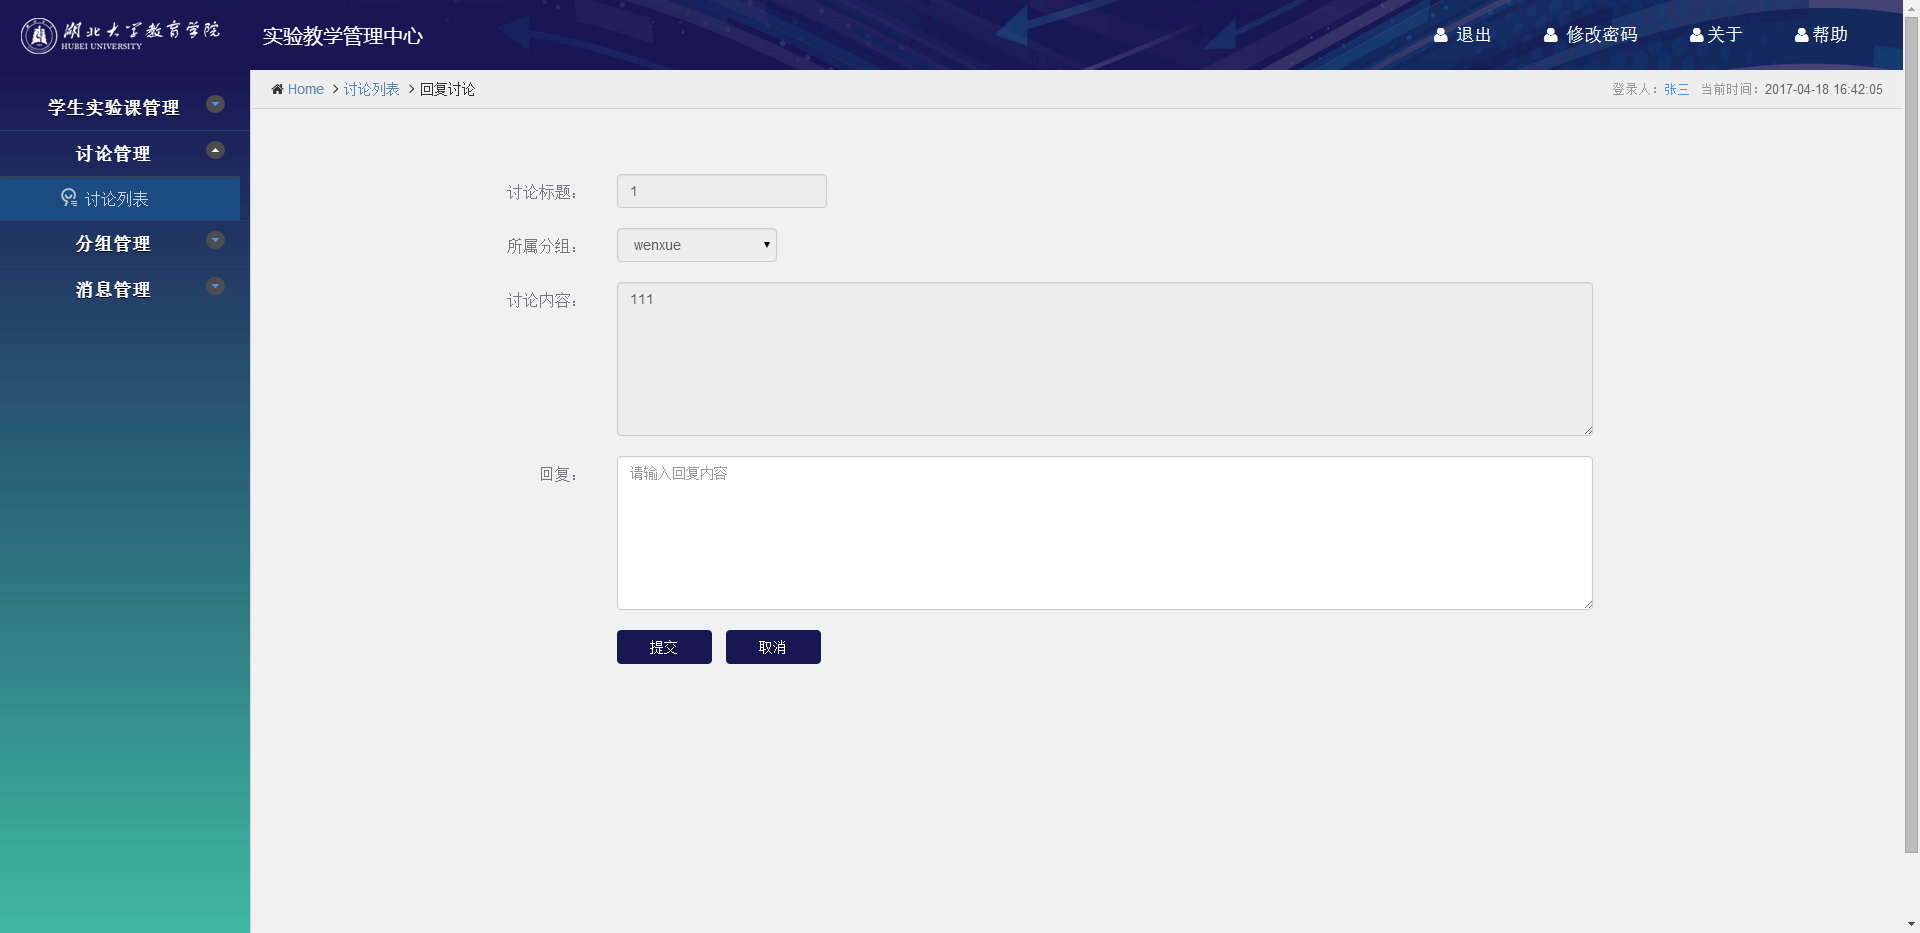 湖北大学教育学院
HUBEI UNIVERSITY
实验教学管理中心
退出 修改密码 关于 帮助
Home > 讨论列表 > 回复讨论
登录人：张三 当前时间：2017-04-18 16:42:05
学生实验课管理
讨论管理
讨论列表
分组管理
消息管理
讨论标题： 1
所属分组： wenxue
讨论内容： 111
回复： 请输入回复内容
提交 取消